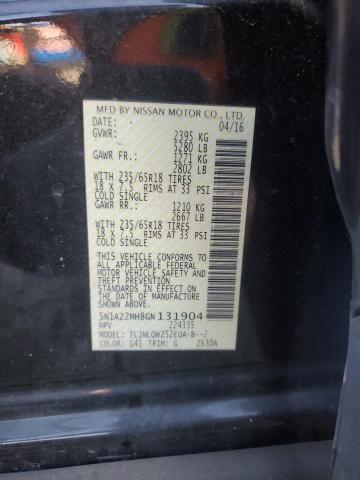 MFD BY NISSAN MOTOR CO., LTD.
DATE: - 04/16
GVWR: 2395 KG
5280 LB
GAWR FR.: 1271 KG
2802 LB
WITH 235/65R18 TIRES
18 x 7.5 RIMS AT 33 PSI
COLD SINGLE
GAWR RR.: 1210 KG
2667 LB
WITH 235/65R18 TIRES
18 x 7.5 RIMS AT 33 PSI
COLD SINGLE
THIS VEHICLE CONFORMS TO ALL
APPLICABLE FEDERAL MOTOR
VEHICLE SAFETY, BUMPER AND
THEFT PREVENTION STANDARDS
IN EFFECT ON THE DATE OF
MANUFACTURE SHOWN ABOVE.
5N1AZ2MH8GN131904
MPV 224335
MODEL: TLJNLQWZ52EUA-B--Z
COLOR: G41 TRIM: G ZS30A